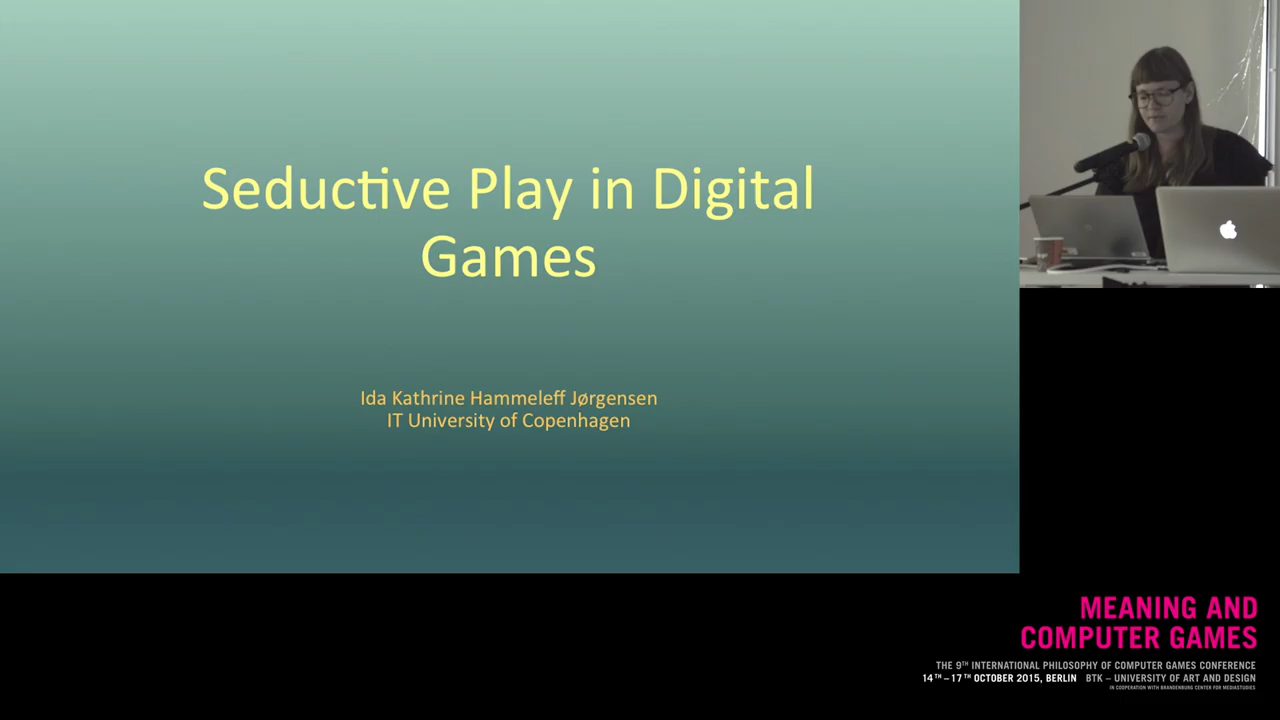 Seductive Play in Digital
Games
Ida Kathrine Hammeleff Jørgensen
IT University of Copenhagen
MEANING AND
COMPUTER GAMES
THE 9TH INTERNATIONAL PHILOSOPHY OF COMPUTER GAMES CONFERENCE
14TH – 17TH OCTOBER 2015, BERLIN BTK – UNIVERSITY OF ART AND DESIGN
IN COOPERATION WITH BRANDENBURG CENTER FOR MEDIASTUDIES